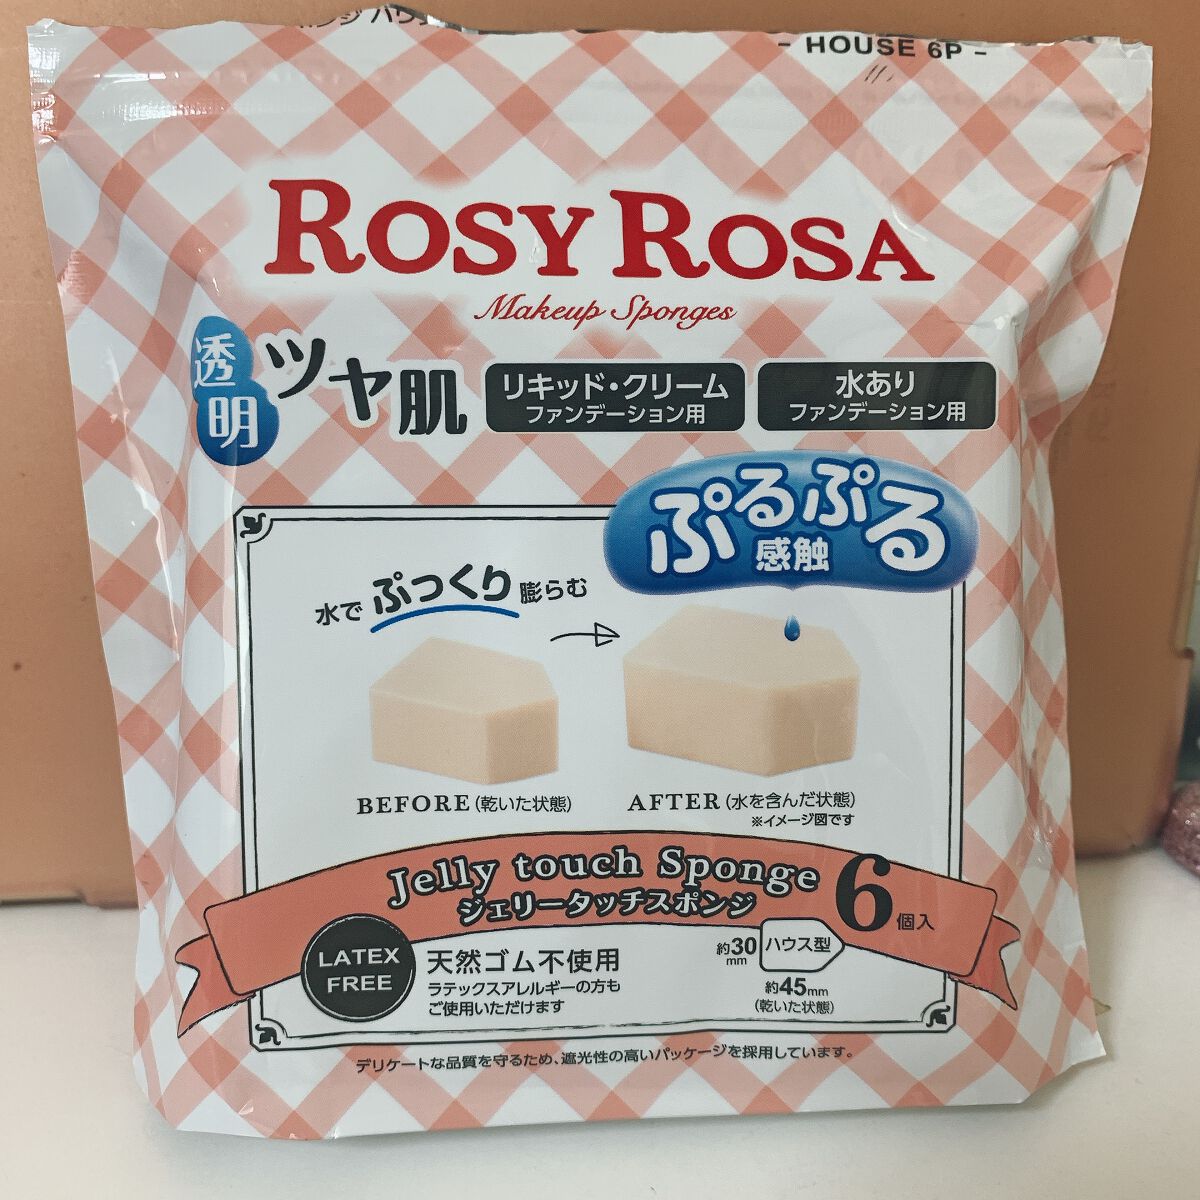 - HOUSE 6P -
ROSY ROSA
Makeup Sponges
透明
ツヤ肌
リキッド・クリーム
ファンデーション用
水あり
ファンデーション用
ぷるぷる
感触
水でぷっくり膨らむ
BEFORE（乾いた状態）
AFTER（水を含んだ状態）
※イメージ図です
Jelly touch Sponge
ジェリータッチスポンジ
6個入
LATEX
FREE
天然ゴム不使用
ラテックスアレルギーの方も
ご使用いただけます
約30mm
ハウス型
約45mm
（乾いた状態）
デリケートな品質を守るため、遮光性の高いパッケージを採用しています。